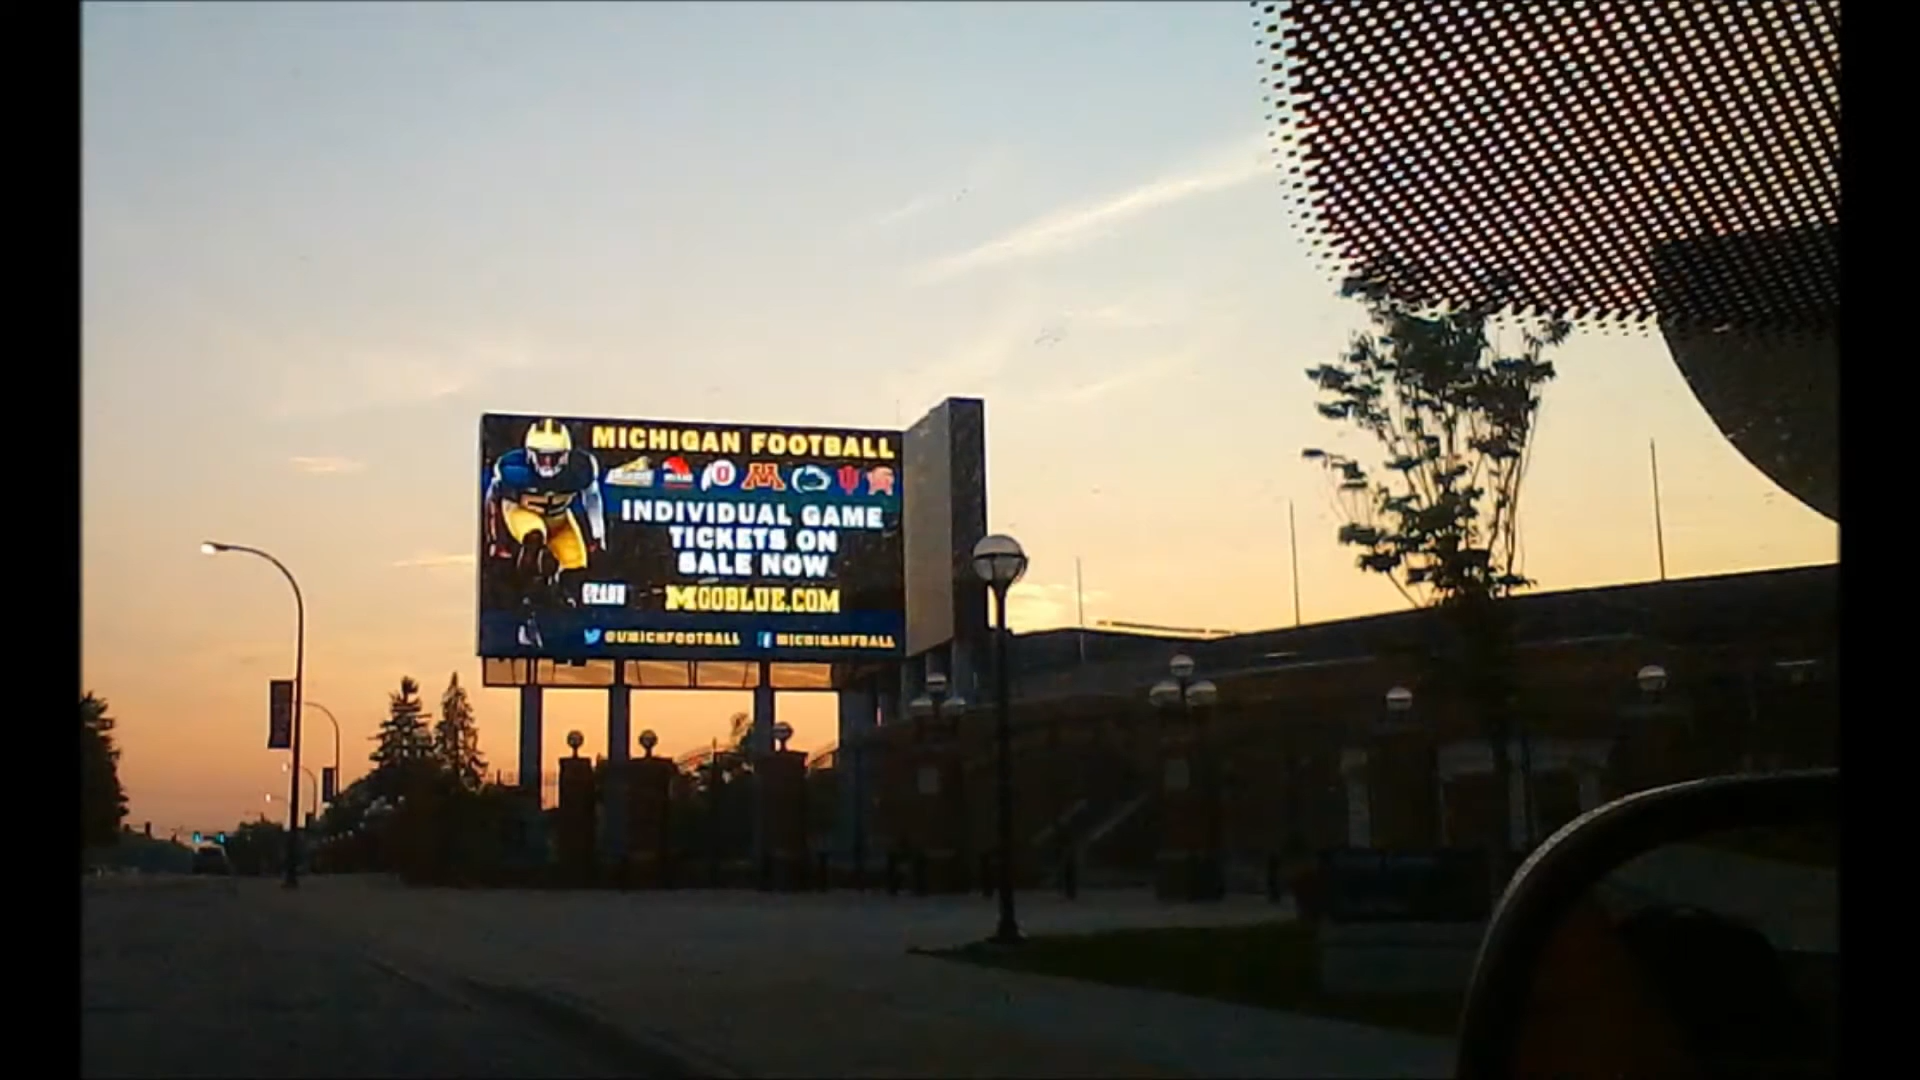 MICHIGAN FOOTBALL
INDIVIDUAL GAME
TICKETS ON
SALE NOW
MGOBLUE.COM
@UMICHFOOTBALL MICHIGANFBALL